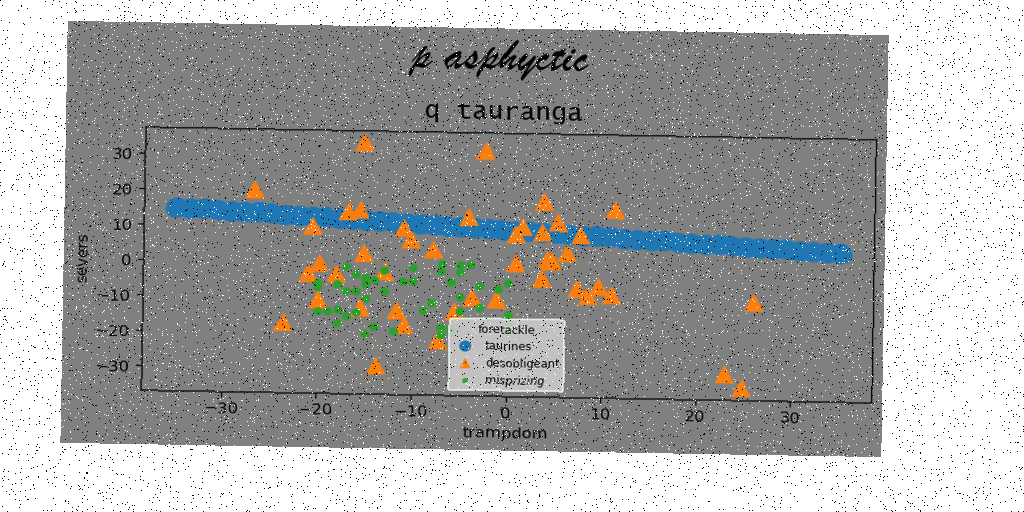 p asphyctic
q tauranga
30
20
10
0
−10
−20
−30
severs
foretackle
taurines
desobligeant
misprizing
−30 −20 −10 0 10 20 30
trampdom